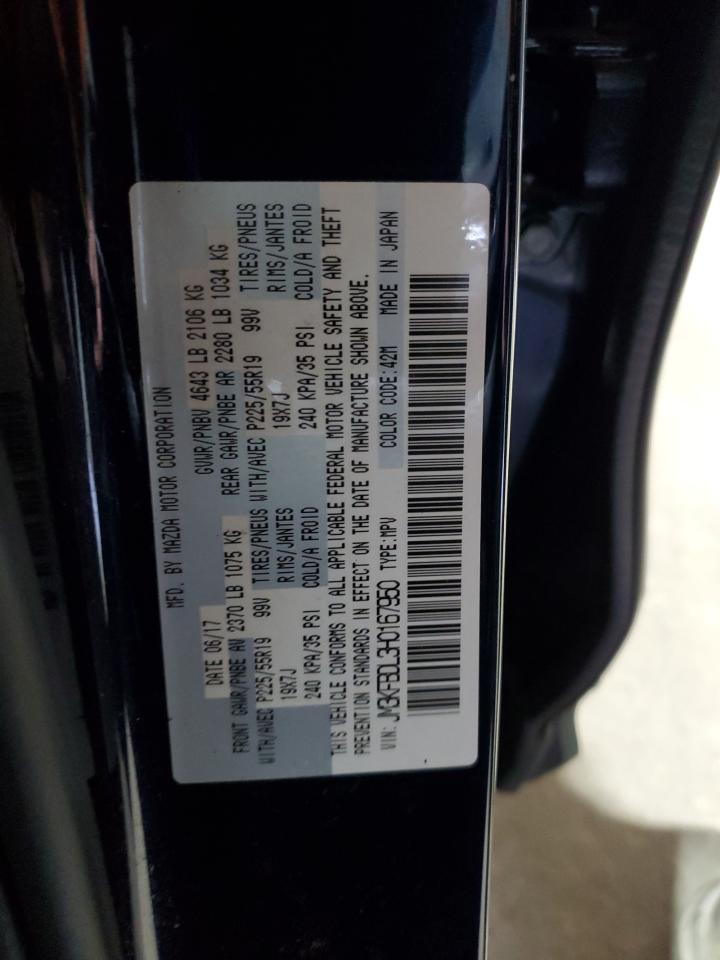 MFD. BY MAZDA MOTOR CORPORATION
DATE 06/17 GVWR/PNBV 4643 LB 2106 KG
FRONT GAWR/PNBE AV 2370 LB 1075 KG REAR GAWR/PNBE AR 2280 LB 1034 KG
WITH/AVEC P225/55R19 99V TIRES/PNEUS WITH/AVEC P225/55R19 99V TIRES/PNEUS
19X7J RIMS/JANTES 19X7J RIMS/JANTES
240 KPA/35 PSI COLD/A FROID 240 KPA/35 PSI COLD/A FROID
THIS VEHICLE CONFORMS TO ALL APPLICABLE FEDERAL MOTOR VEHICLE SAFETY AND THEFT
PREVENTION STANDARDS IN EFFECT ON THE DATE OF MANUFACTURE SHOWN ABOVE.
VIN: JM3KFBDL3H0167950 TYPE:MPV COLOR CODE:42M MADE IN JAPAN